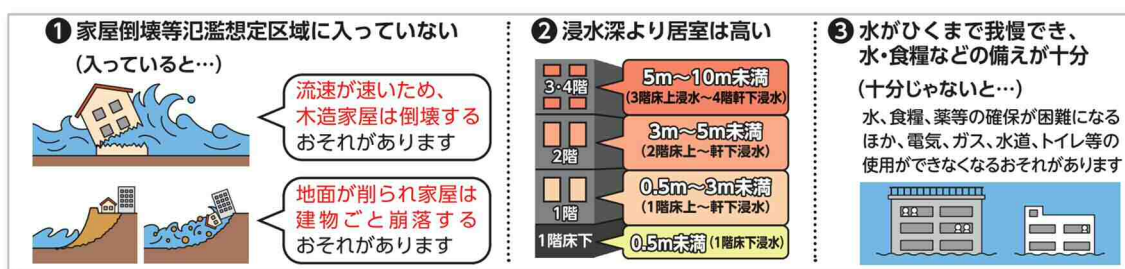 ❶ 家屋倒壊等氾濫想定区域に入っていない
(入っていると…)
流速が速いため、
木造家屋は倒壊する
おそれがあります
地面が削られ家屋は
建物ごと崩落する
おそれがあります
❷ 浸水深より居室は高い
3・4階
5m〜10m未満
(3階床上浸水〜4階軒下浸水)
2階
3m〜5m未満
(2階床上〜軒下浸水)
1階
0.5m〜3m未満
(1階床上〜軒下浸水)
1階床下
0.5m未満(1階床下浸水)
❸ 水がひくまで我慢でき、
水・食糧などの備えが十分
(十分じゃないと…)
水、食糧、薬等の確保が困難になる
ほか、電気、ガス、水道、トイレ等の
使用ができなくなるおそれがあります